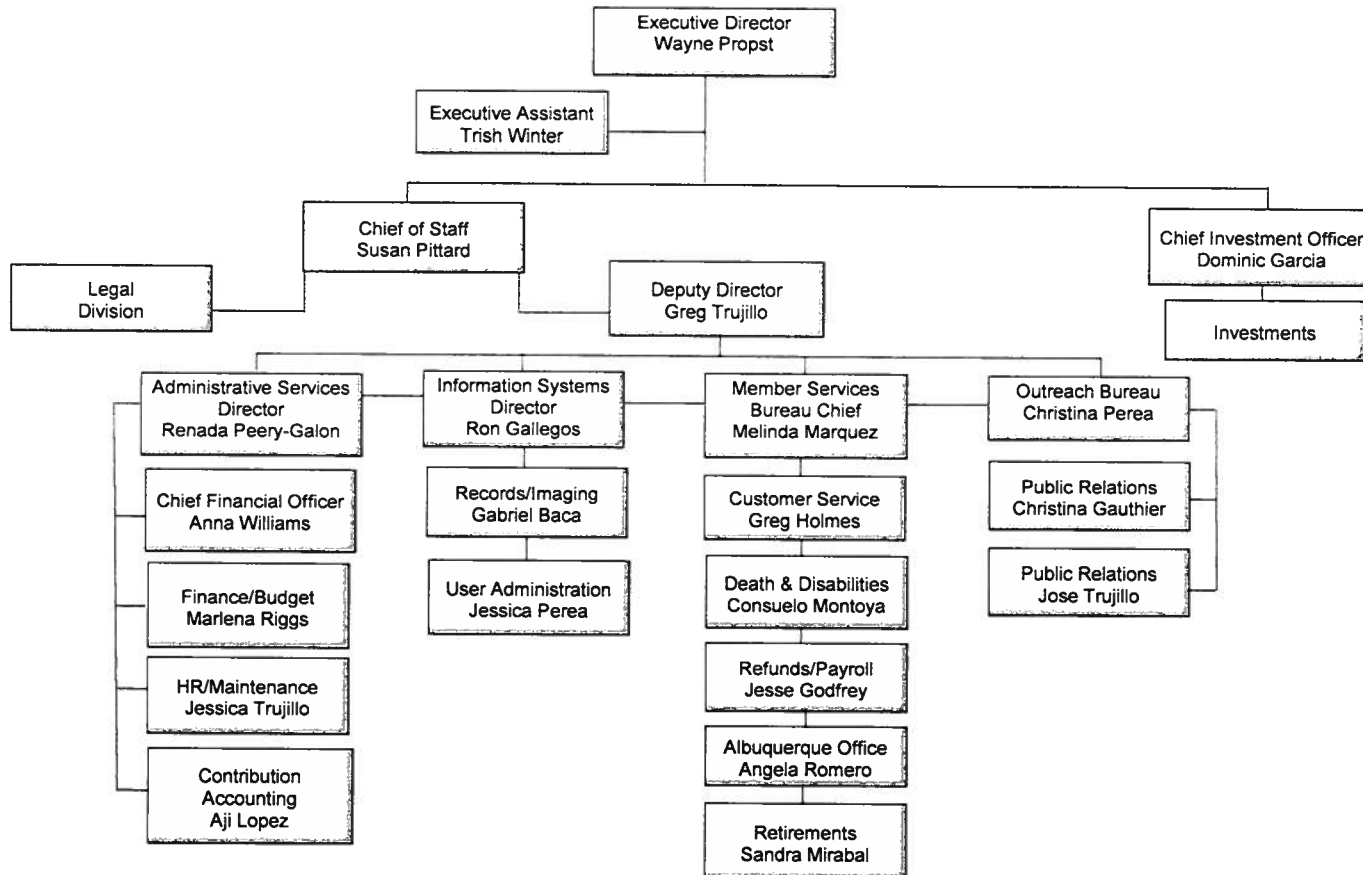 Executive Director
Wayne Propst
Executive Assistant
Trish Winter
Chief of Staff
Susan Pittard
Chief Investment Officer
Dominic Garcia
Legal
Division
Deputy Director
Greg Trujillo
Investments
Administrative Services
Director
Renada Peery-Galon
Information Systems
Director
Ron Gallegos
Member Services
Bureau Chief
Melinda Marquez
Outreach Bureau
Christina Perea
Chief Financial Officer
Anna Williams
Records/Imaging
Gabriel Baca
Customer Service
Greg Holmes
Public Relations
Christina Gauthier
Finance/Budget
Marlena Riggs
User Administration
Jessica Perea
Death & Disabilities
Consuelo Montoya
Public Relations
Jose Trujillo
HR/Maintenance
Jessica Trujillo
Refunds/Payroll
Jesse Godfrey
Contribution
Accounting
Aji Lopez
Albuquerque Office
Angela Romero
Retirements
Sandra Mirabal